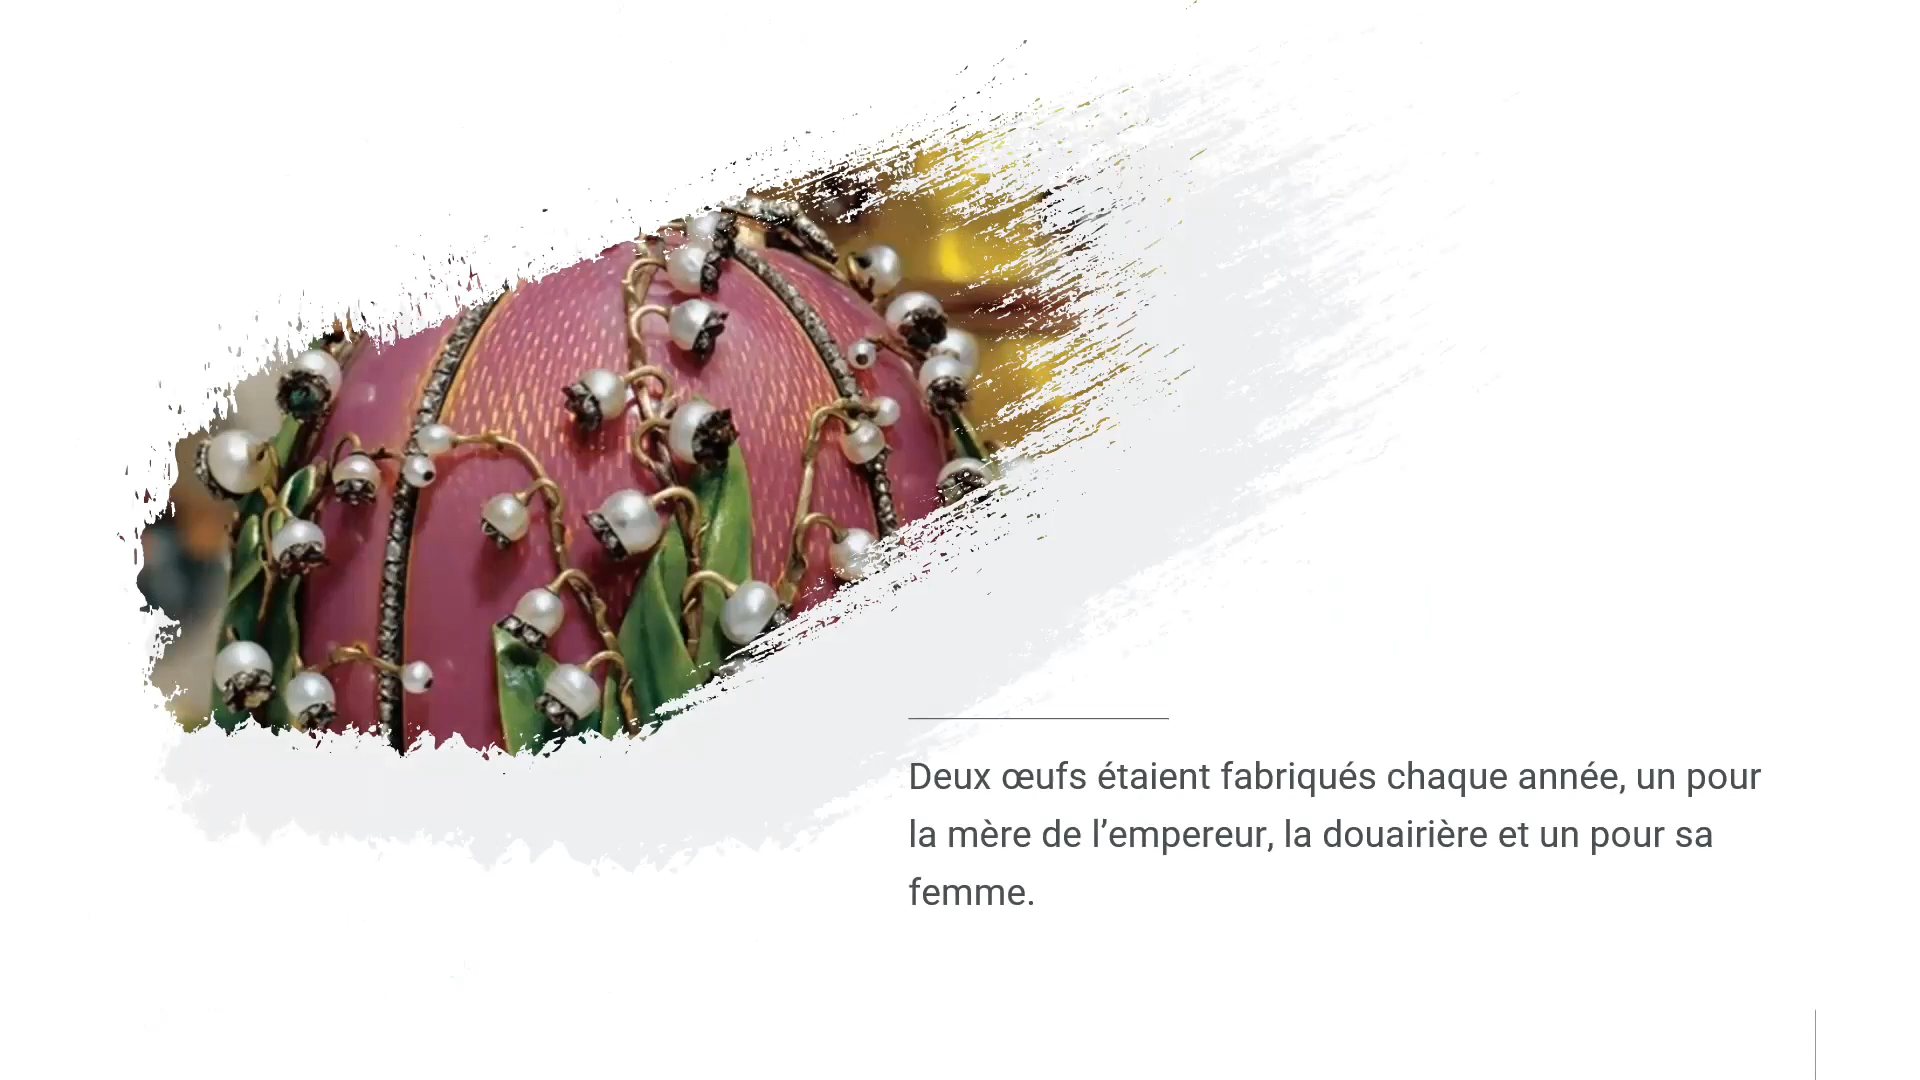 Deux œufs étaient fabriqués chaque année, un pour
la mère de l’empereur, la douairière et un pour sa
femme.